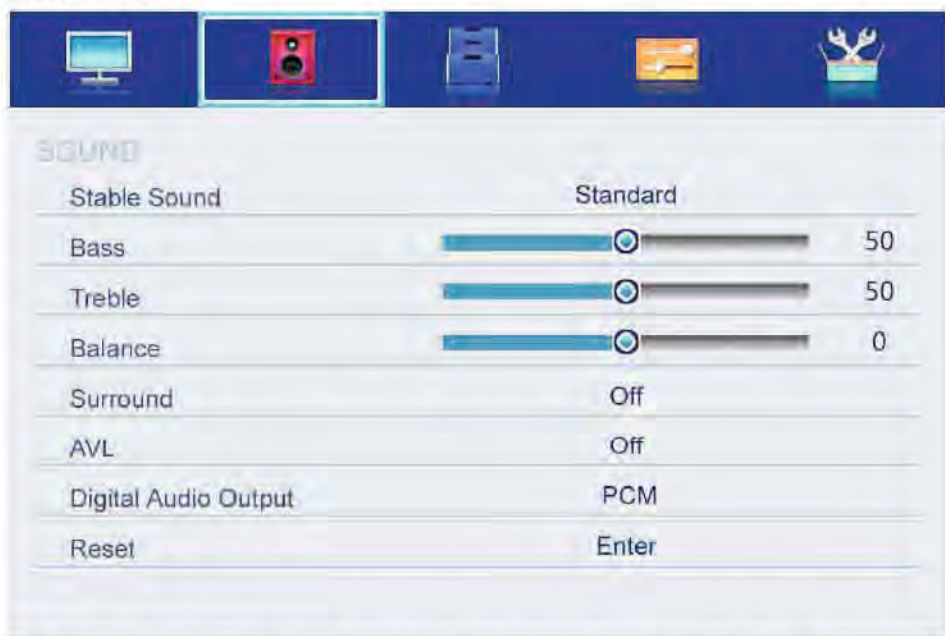 SOUND
Stable Sound Standard
Bass 50
Treble 50
Balance 0
Surround Off
AVL Off
Digital Audio Output PCM
Reset Enter